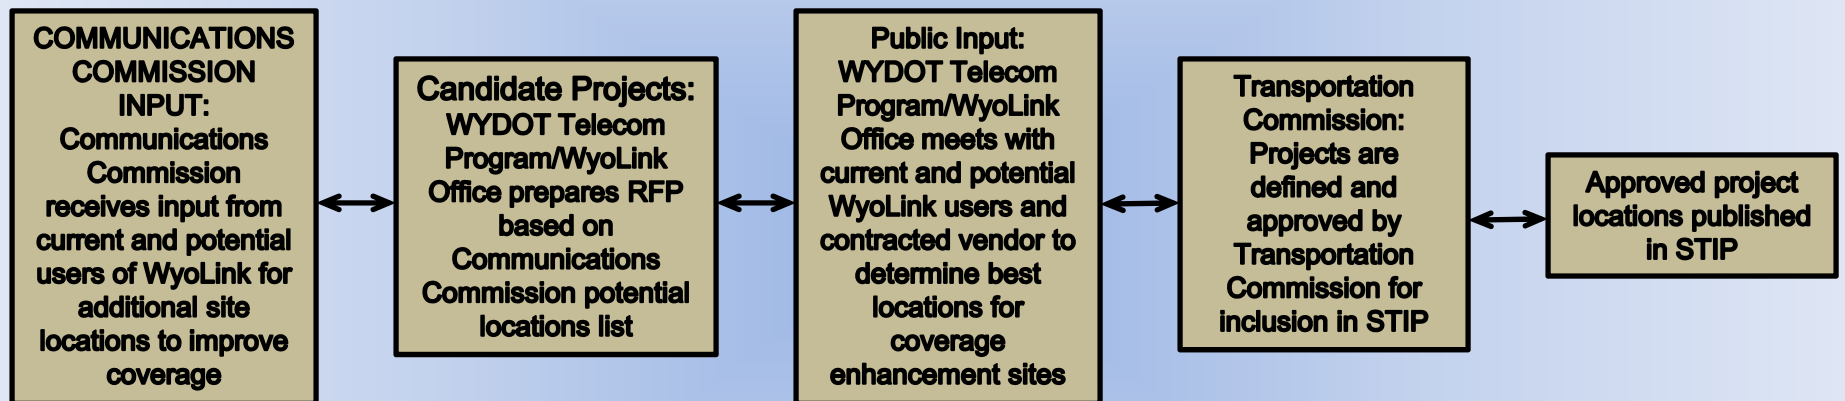 COMMUNICATIONS
COMMISSION
INPUT:
Communications
Commission
receives input from
current and potential
users of WyoLink for
additional site
locations to improve
coverage
Candidate Projects:
WYDOT Telecom
Program/WyoLink
Office prepares RFP
based on
Communications
Commission potential
locations list
Public Input:
WYDOT Telecom
Program/WyoLink
Office meets with
current and potential
WyoLink users and
contracted vendor to
determine best
locations for
coverage
enhancement sites
Transportation
Commission:
Projects are
defined and
approved by
Transportation
Commission for
inclusion in STIP
Approved project
locations published
in STIP